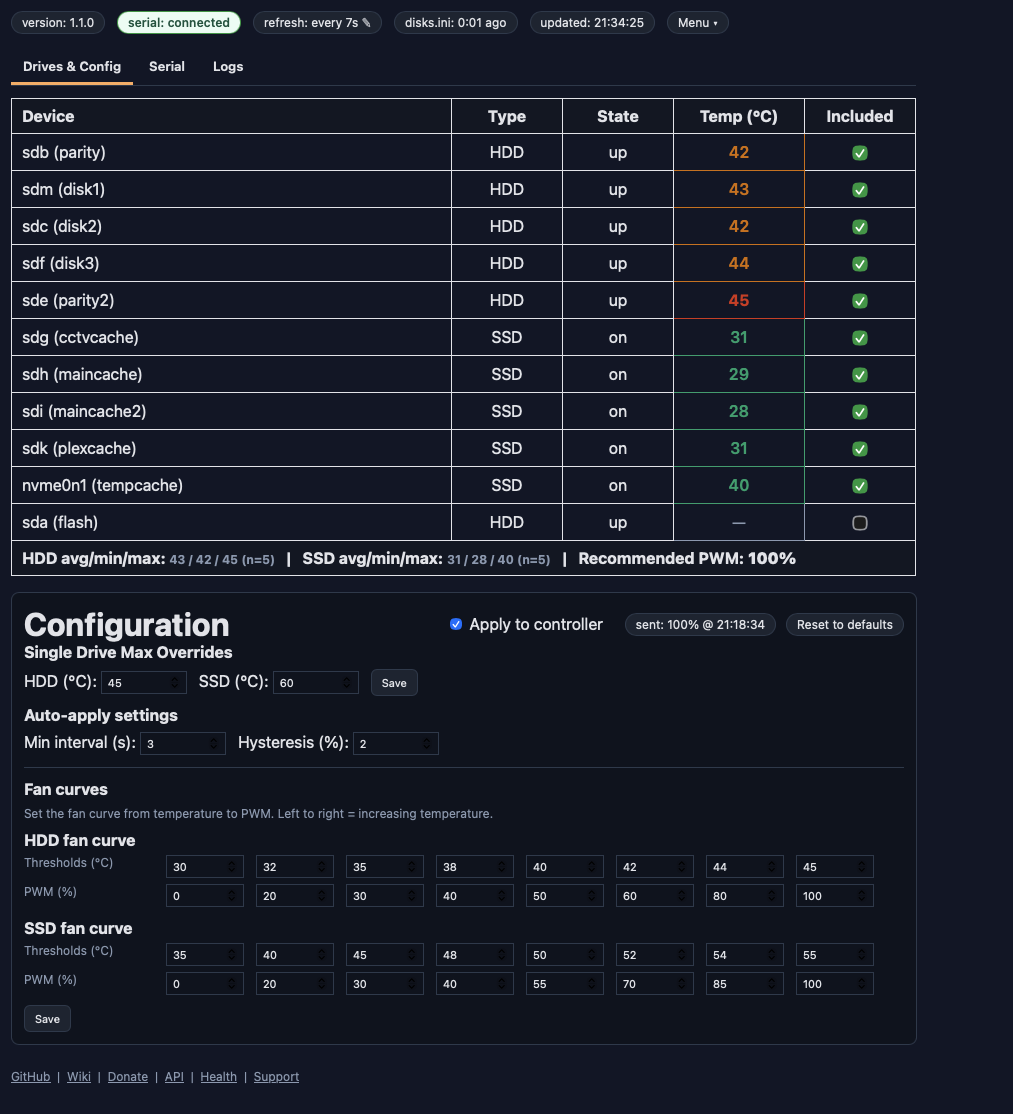 version: 1.1.0 serial: connected refresh: every 7s ✎ disks.ini: 0:01 ago updated: 21:34:25 Menu ▾
Drives & Config Serial Logs
Device Type State Temp (°C) Included
sdb (parity) HDD up 42 ✅
sdm (disk1) HDD up 43 ✅
sdc (disk2) HDD up 42 ✅
sdf (disk3) HDD up 44 ✅
sde (parity2) HDD up 45 ✅
sdg (cctvcache) SSD on 31 ✅
sdh (maincache) SSD on 29 ✅
sdi (maincache2) SSD on 28 ✅
sdk (plexcache) SSD on 31 ✅
nvme0n1 (tempcache) SSD on 40 ✅
sda (flash) HDD up —
HDD avg/min/max: 43 / 42 / 45 (n=5) | SSD avg/min/max: 31 / 28 / 40 (n=5) | Recommended PWM: 100%
Configuration Apply to controller sent: 100% @ 21:18:34 Reset to defaults
Single Drive Max Overrides
HDD (°C): 45 SSD (°C): 60 Save
Auto-apply settings
Min interval (s): 3 Hysteresis (%): 2
Fan curves
Set the fan curve from temperature to PWM. Left to right = increasing temperature.
HDD fan curve
Thresholds (°C) 30 32 35 38 40 42 44 45
PWM (%) 0 20 30 40 50 60 80 100
SSD fan curve
Thresholds (°C) 35 40 45 48 50 52 54 55
PWM (%) 0 20 30 40 55 70 85 100
Save
GitHub | Wiki | Donate | API | Health | Support